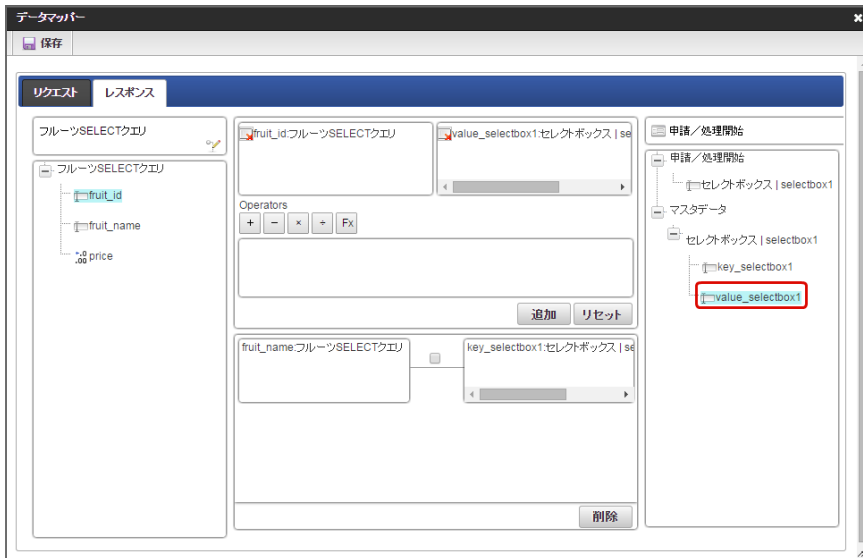 データマッパー
保存
リクエスト レスポンス
フルーツSELECTクエリ
フルーツSELECTクエリ
fruit_id
fruit_name
price
fruit_id:フルーツSELECTクエリ
value_selectbox1:セレクトボックス | se
Operators
+ − × ÷ Fx
追加 リセット
fruit_name:フルーツSELECTクエリ
key_selectbox1:セレクトボックス | se
削除
申請／処理開始
申請／処理開始
セレクトボックス | selectbox1
マスタデータ
セレクトボックス | selectbox1
key_selectbox1
value_selectbox1